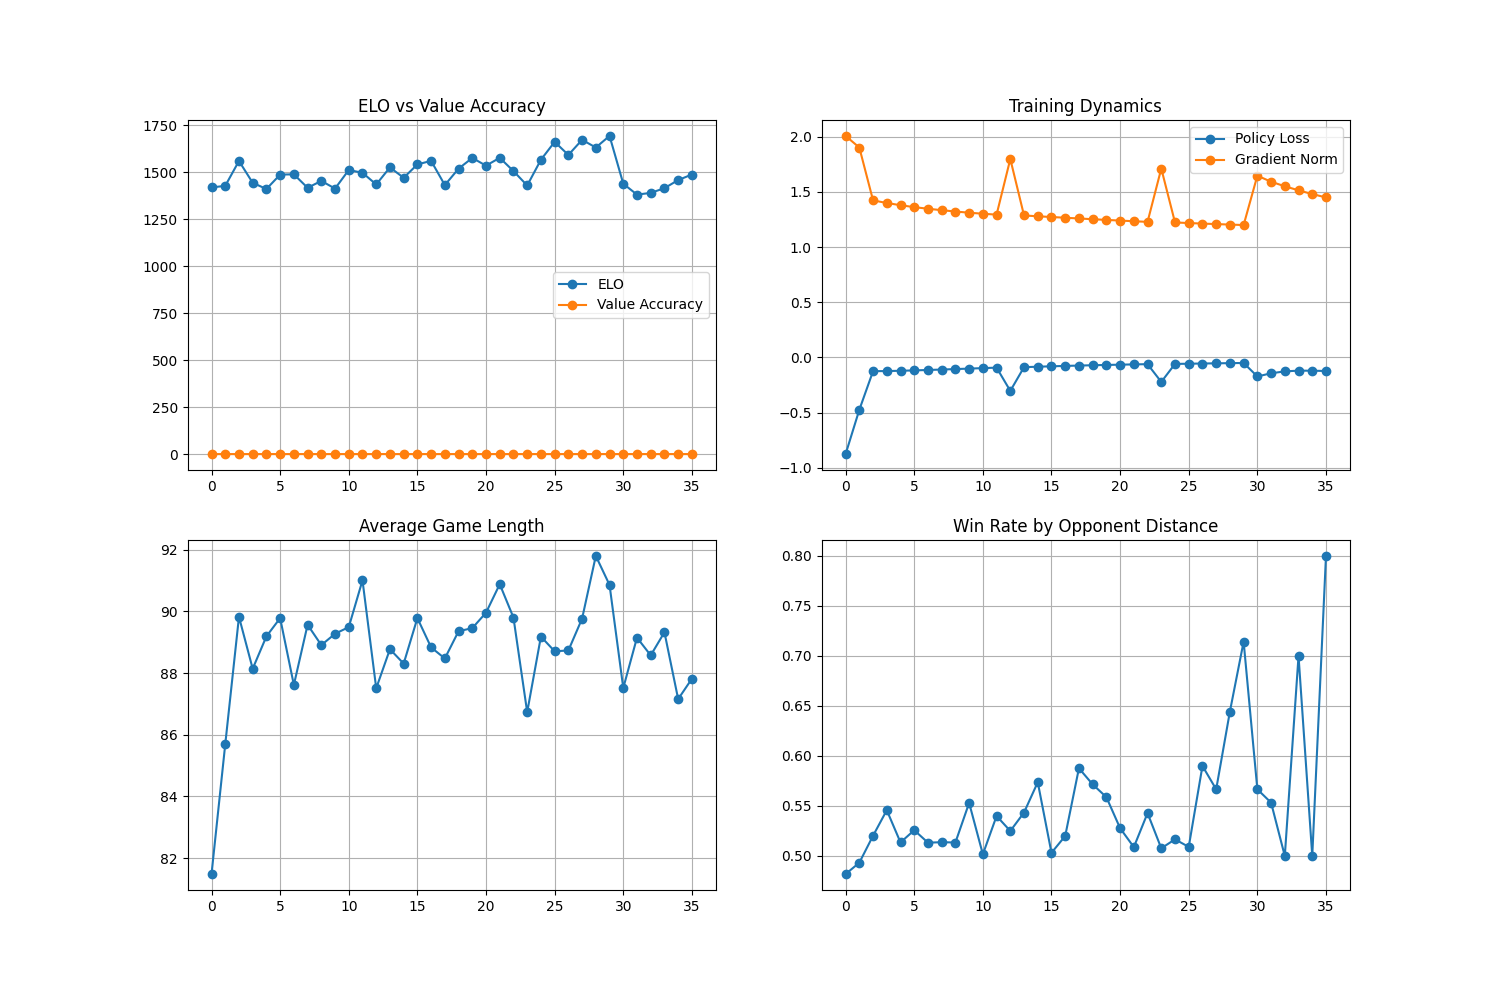 ELO vs Value Accuracy
1750
1500
1250
1000
750
500
250
0
ELO
Value Accuracy
0 5 10 15 20 25 30 35
Training Dynamics
2.0
1.5
1.0
0.5
0.0
−0.5
−1.0
Policy Loss
Gradient Norm
0 5 10 15 20 25 30 35
Average Game Length
92
90
88
86
84
82
0 5 10 15 20 25 30 35
Win Rate by Opponent Distance
0.80
0.75
0.70
0.65
0.60
0.55
0.50
0 5 10 15 20 25 30 35